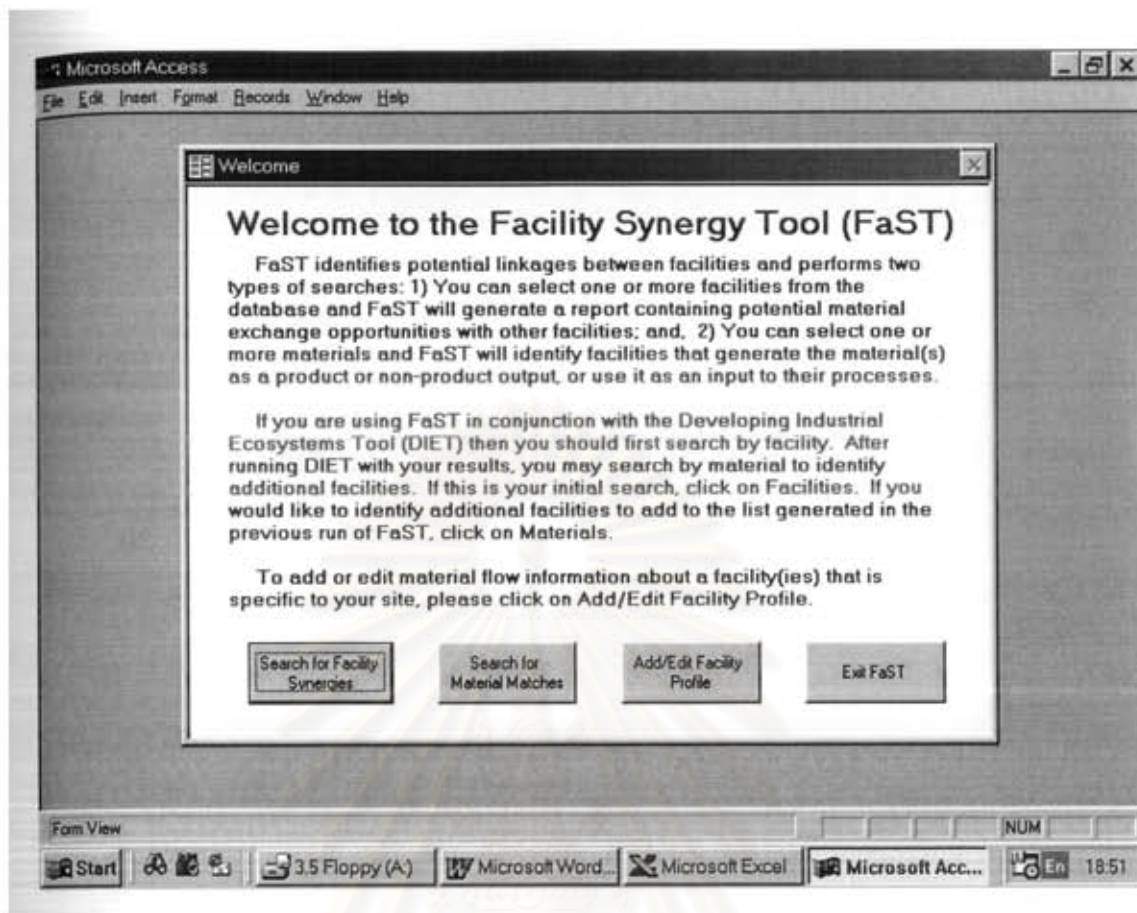 Microsoft Access
File Edit Insert Format Records Window Help
Welcome
Welcome to the Facility Synergy Tool (FaST)
FaST identifies potential linkages between facilities and performs two
types of searches: 1) You can select one or more facilities from the
database and FaST will generate a report containing potential material
exchange opportunities with other facilities; and, 2) You can select one or
more materials and FaST will identify facilities that generate the material(s)
as a product or non-product output, or use it as an input to their processes.
If you are using FaST in conjunction with the Developing Industrial
Ecosystems Tool (DIET) then you should first search by facility. After
running DIET with your results, you may search by material to identify
additional facilities. If this is your initial search, click on Facilities. If you
would like to identify additional facilities to add to the list generated in the
previous run of FaST, click on Materials.
To add or edit material flow information about a facility(ies) that is
specific to your site, please click on Add/Edit Facility Profile.
Search for Facility
Synergies
Search for
Material Matches
Add/Edit Facility
Profile
Exit FaST
Form View
NUM
Start
3.5 Floppy (A:)
Microsoft Word...
Microsoft Excel
Microsoft Acc...
En
18:51